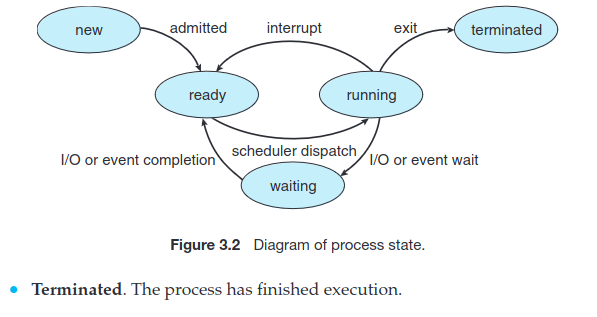 new admitted interrupt exit terminated
ready running
I/O or event completion scheduler dispatch I/O or event wait
waiting
Figure 3.2 Diagram of process state.
• Terminated. The process has finished execution.